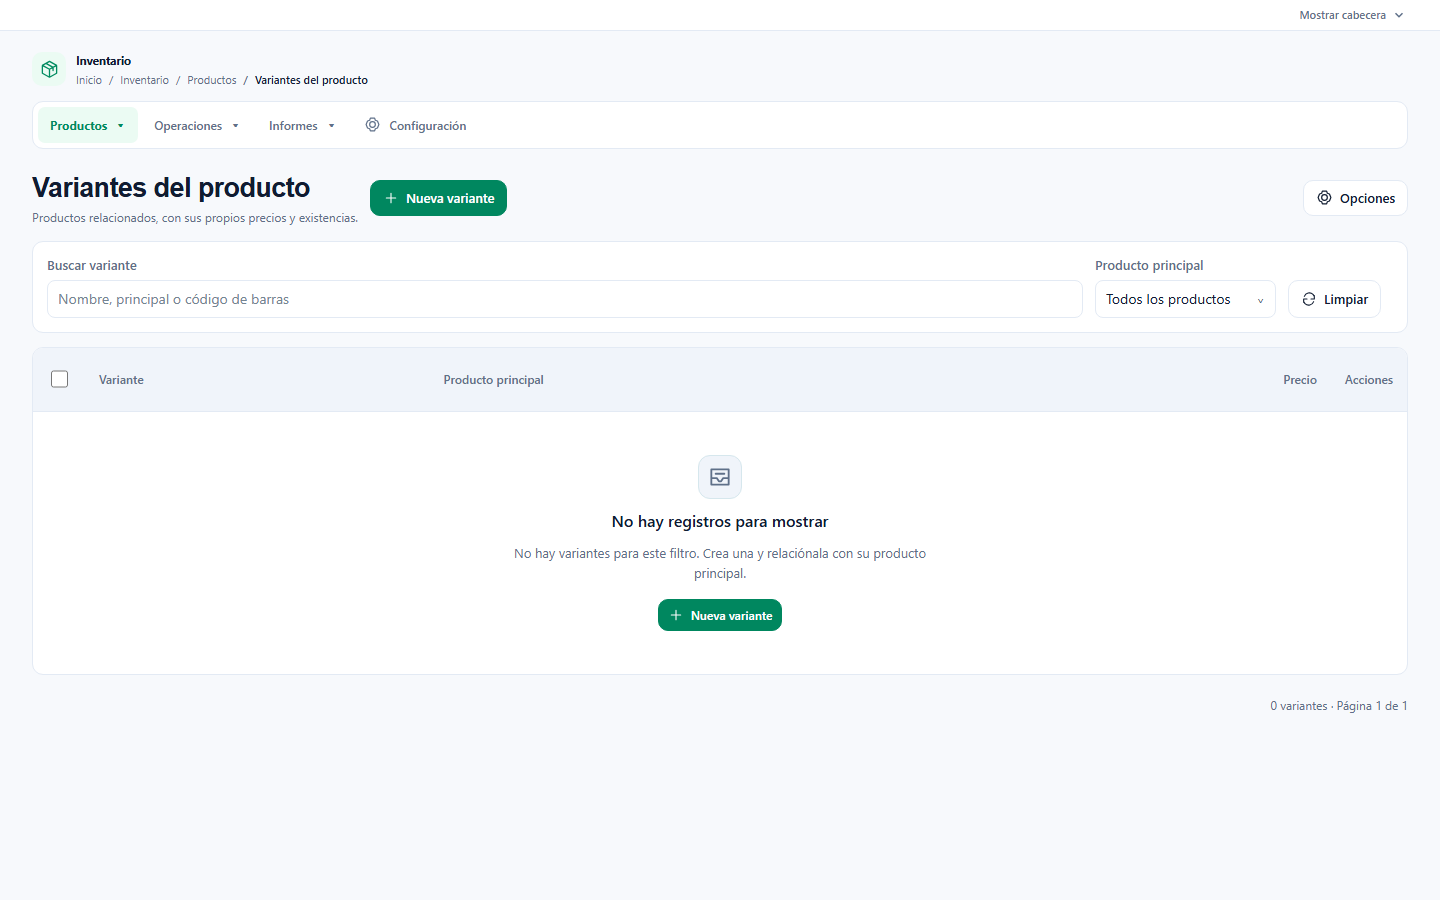 Mostrar cabecera
Inventario
Inicio / Inventario / Productos / Variantes del producto
Productos Operaciones Informes Configuración
Variantes del producto
Nueva variante
Opciones
Productos relacionados, con sus propios precios y existencias.
Buscar variante Producto principal
Nombre, principal o código de barras Todos los productos Limpiar
Variante Producto principal Precio Acciones
No hay registros para mostrar
No hay variantes para este filtro. Crea una y relaciónala con su producto
principal.
Nueva variante
0 variantes · Página 1 de 1